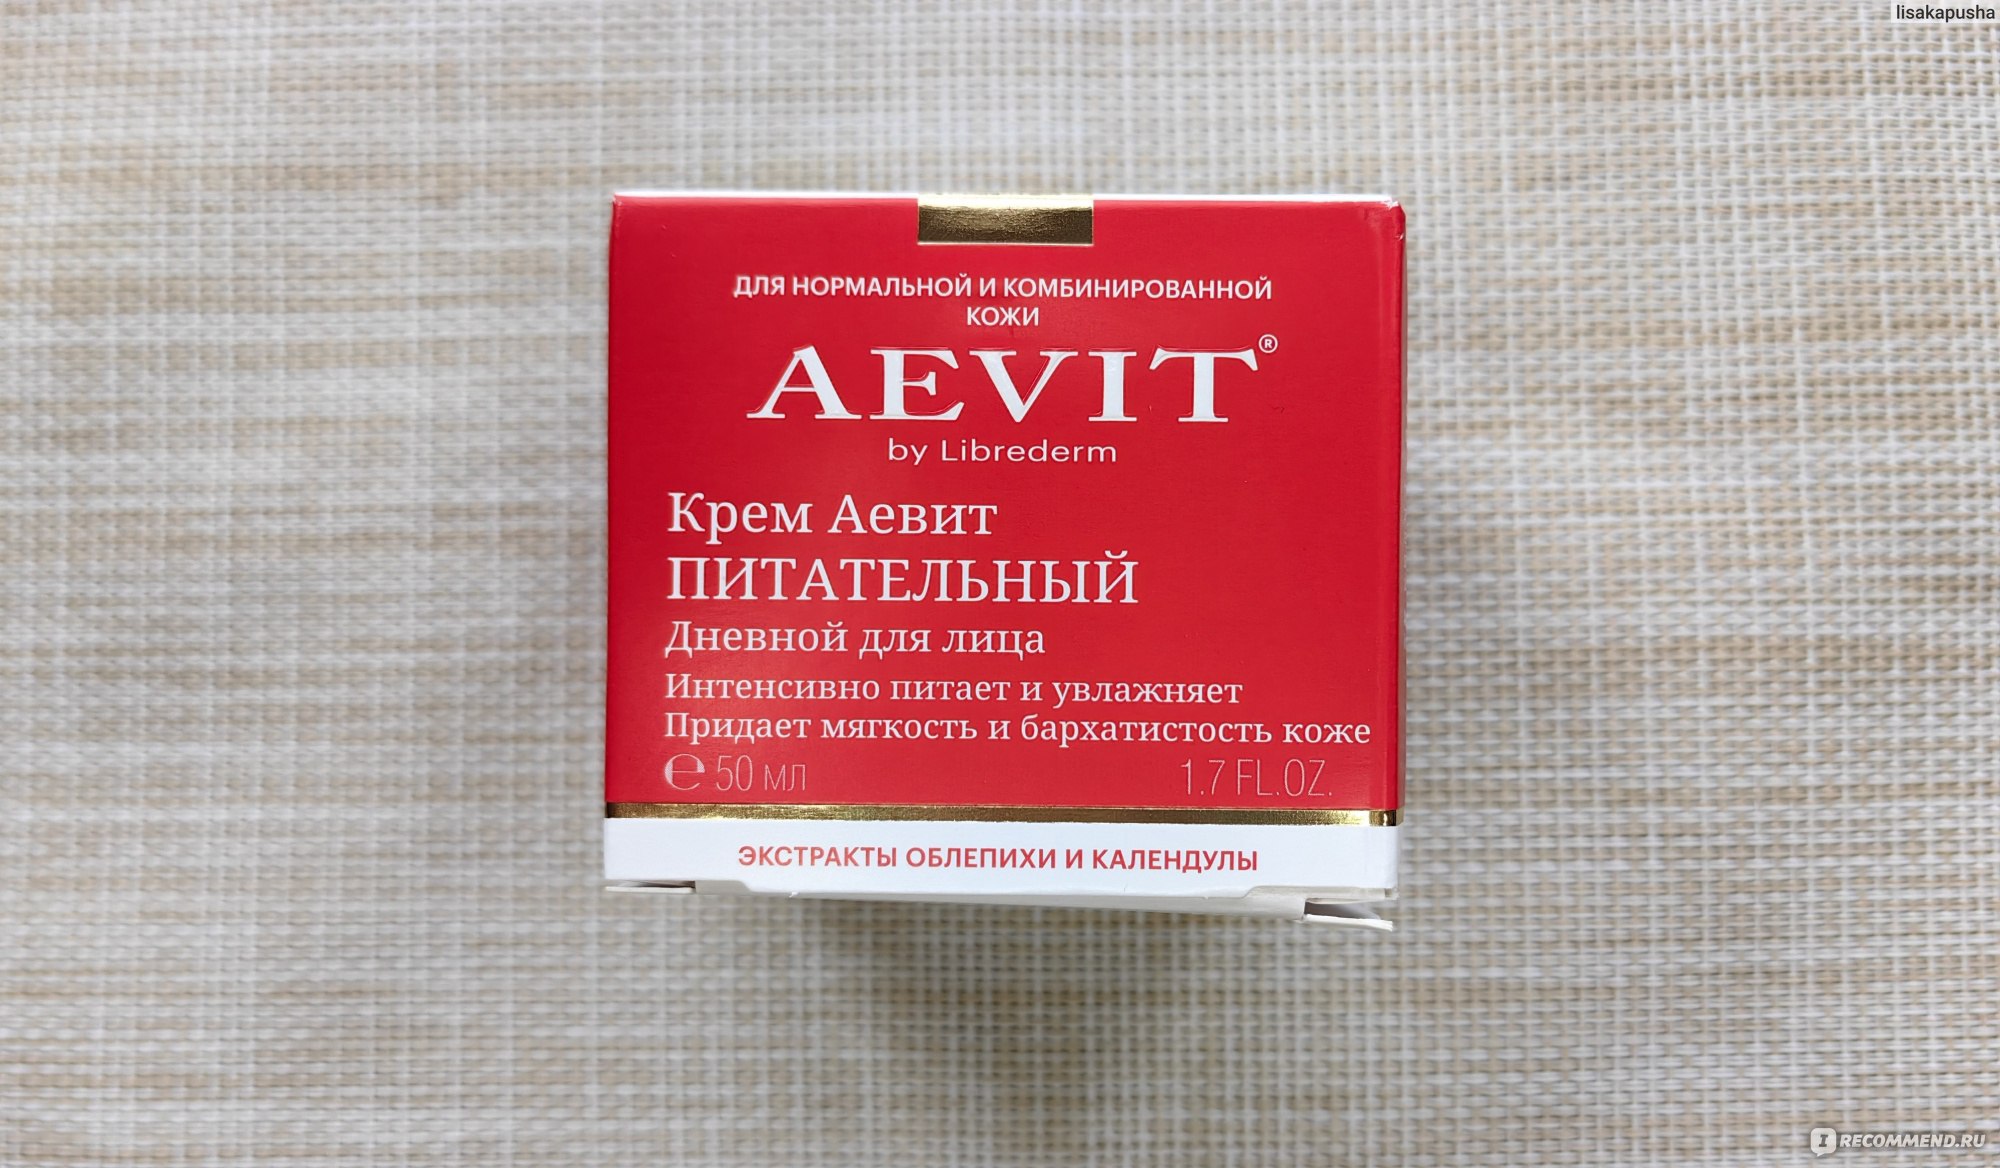 lisakapusha
ДЛЯ НОРМАЛЬНОЙ И КОМБИНИРОВАННОЙ
КОЖИ
AEVIT®
by Librederm
Крем Аевит
ПИТАТЕЛЬНЫЙ
Дневной для лица
Интенсивно питает и увлажняет
Придает мягкость и бархатистость коже
℮ 50 МЛ 1.7 FL.OZ.
ЭКСТРАКТЫ ОБЛЕПИХИ И КАЛЕНДУЛЫ
IRECOMMEND.RU